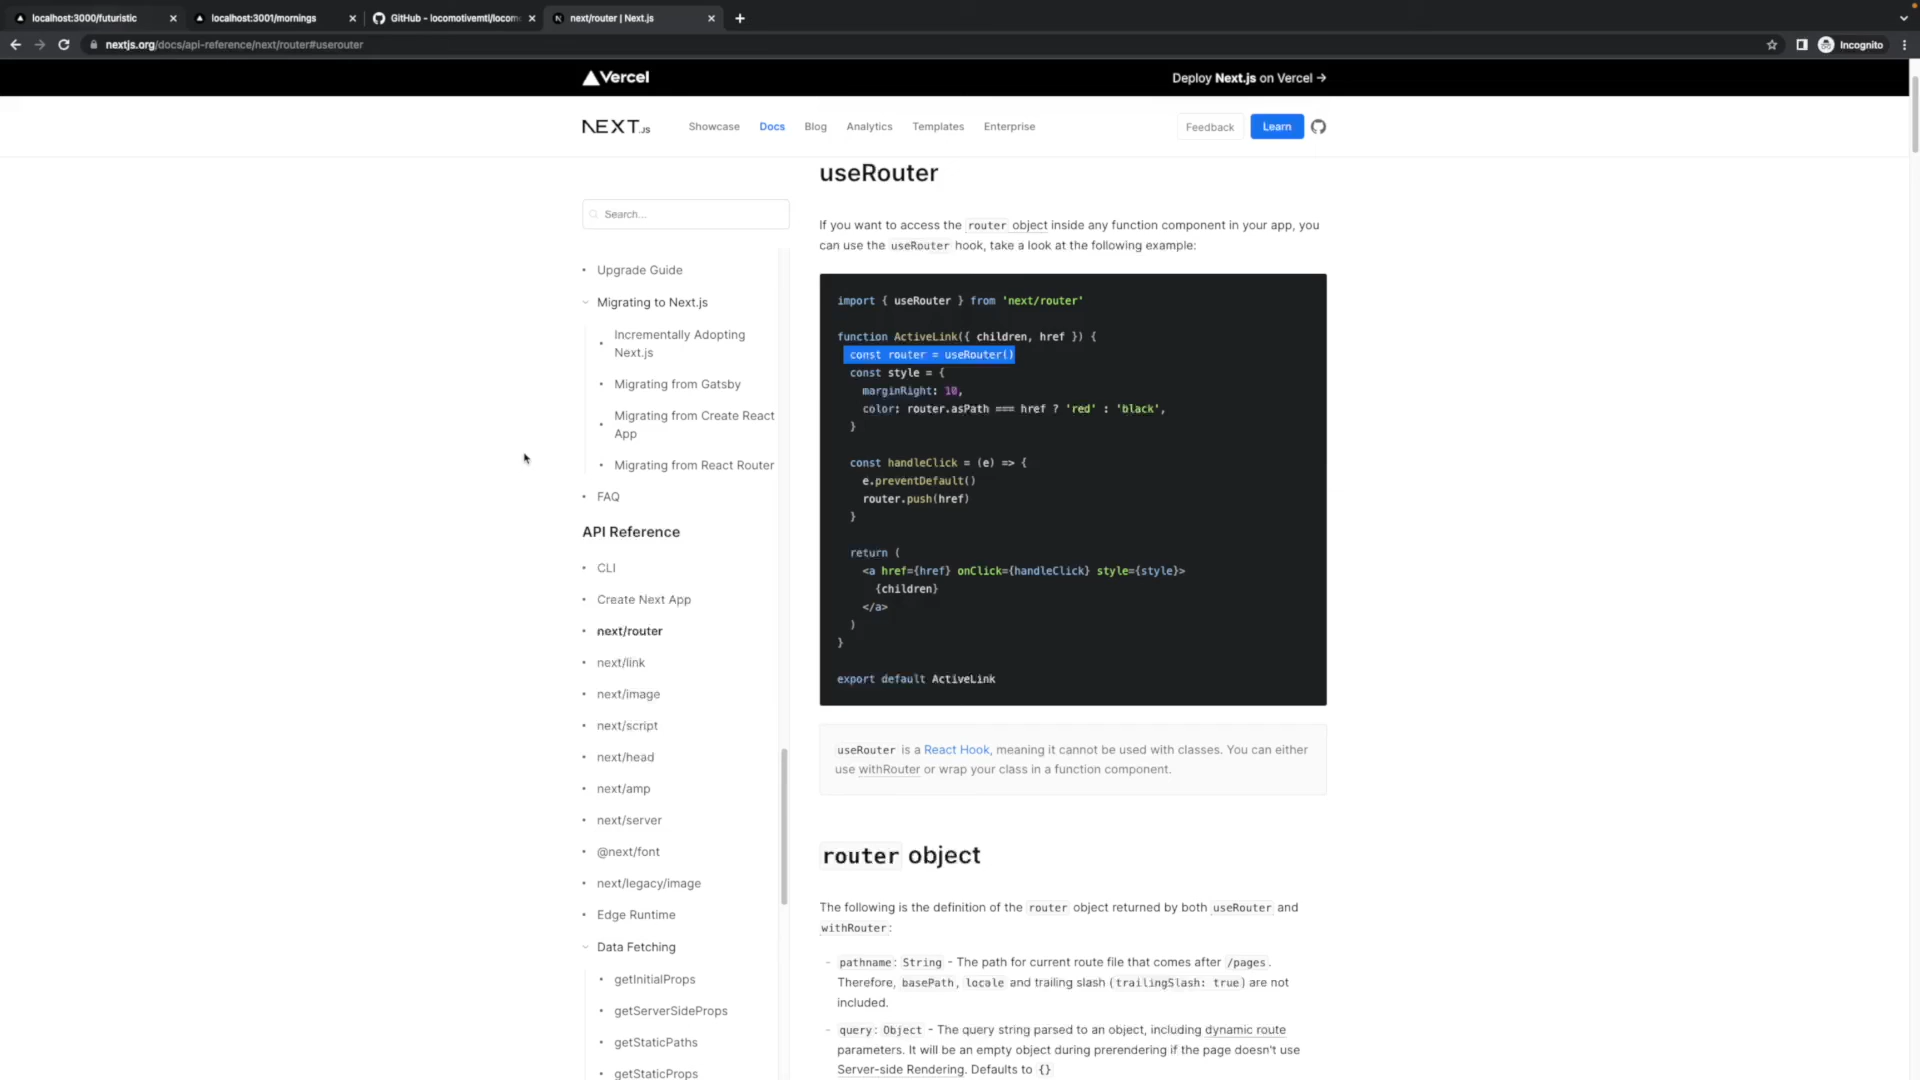 localhost:3000/futuristic
localhost:3001/mornings
GitHub - locomotivemtl/locom
next/router | Next.js
nextjs.org/docs/api-reference/next/router#userouter
Incognito
Vercel
Deploy Next.js on Vercel →
NEXT.JS
Showcase
Docs
Blog
Analytics
Templates
Enterprise
Feedback
Learn
useRouter
Search...
If you want to access the router object inside any function component in your app, you
can use the useRouter hook, take a look at the following example:
Upgrade Guide
Migrating to Next.js
Incrementally Adopting
Next.js
Migrating from Gatsby
Migrating from Create React
App
Migrating from React Router
FAQ
API Reference
CLI
Create Next App
next/router
next/link
next/image
next/script
next/head
next/amp
next/server
@next/font
next/legacy/image
Edge Runtime
Data Fetching
getInitialProps
getServerSideProps
getStaticPaths
getStaticProps
import { useRouter } from 'next/router'
function ActiveLink({ children, href }) {
const router = useRouter()
const style = {
marginRight: 10,
color: router.asPath === href ? 'red' : 'black',
}
const handleClick = (e) => {
e.preventDefault()
router.push(href)
}
return (
<a href={href} onClick={handleClick} style={style}>
{children}
</a>
)
}
export default ActiveLink
useRouter is a React Hook, meaning it cannot be used with classes. You can either
use withRouter or wrap your class in a function component.
router object
The following is the definition of the router object returned by both useRouter and
withRouter:
- pathname: String - The path for current route file that comes after /pages.
Therefore, basePath, locale and trailing slash (trailingSlash: true) are not
included.
- query: Object - The query string parsed to an object, including dynamic route
parameters. It will be an empty object during prerendering if the page doesn't use
Server-side Rendering. Defaults to {}